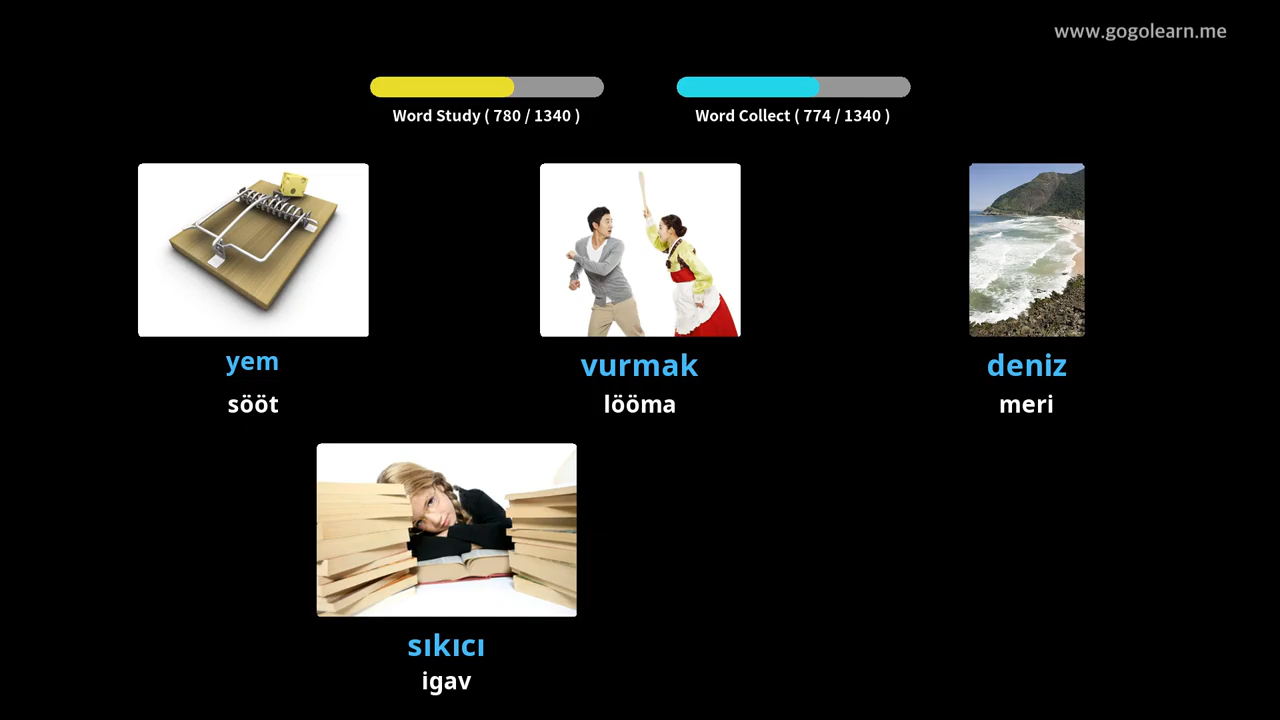 www.gogolearn.me
Word Study ( 780 / 1340 )
Word Collect ( 774 / 1340 )
yem
vurmak
deniz
sööt
lööma
meri
sıkıcı
igav